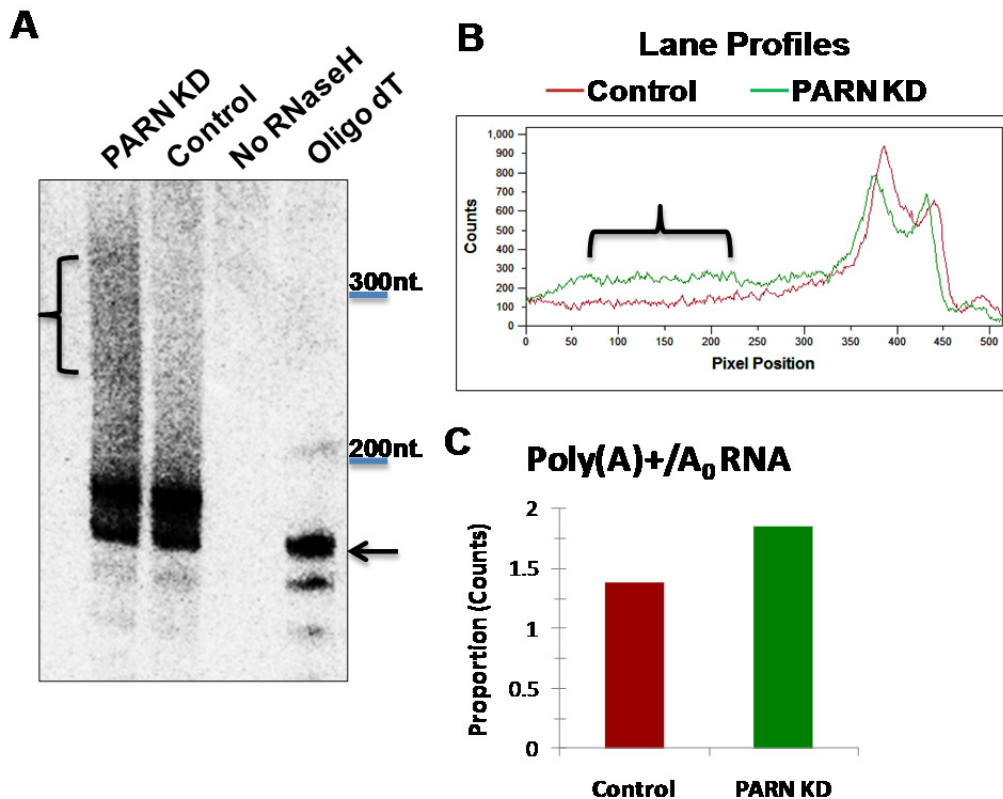 A
PARN KD
Control
No RNaseH
Oligo dT
300nt.
200nt.
B
Lane Profiles
Control
PARN KD
Counts
1,000
900
800
700
600
500
400
300
200
100
0
0 50 100 150 200 250 300 350 400 450 500
Pixel Position
C
Poly(A)+/A₀ RNA
Proportion (Counts)
2
1.5
1
0.5
0
Control PARN KD